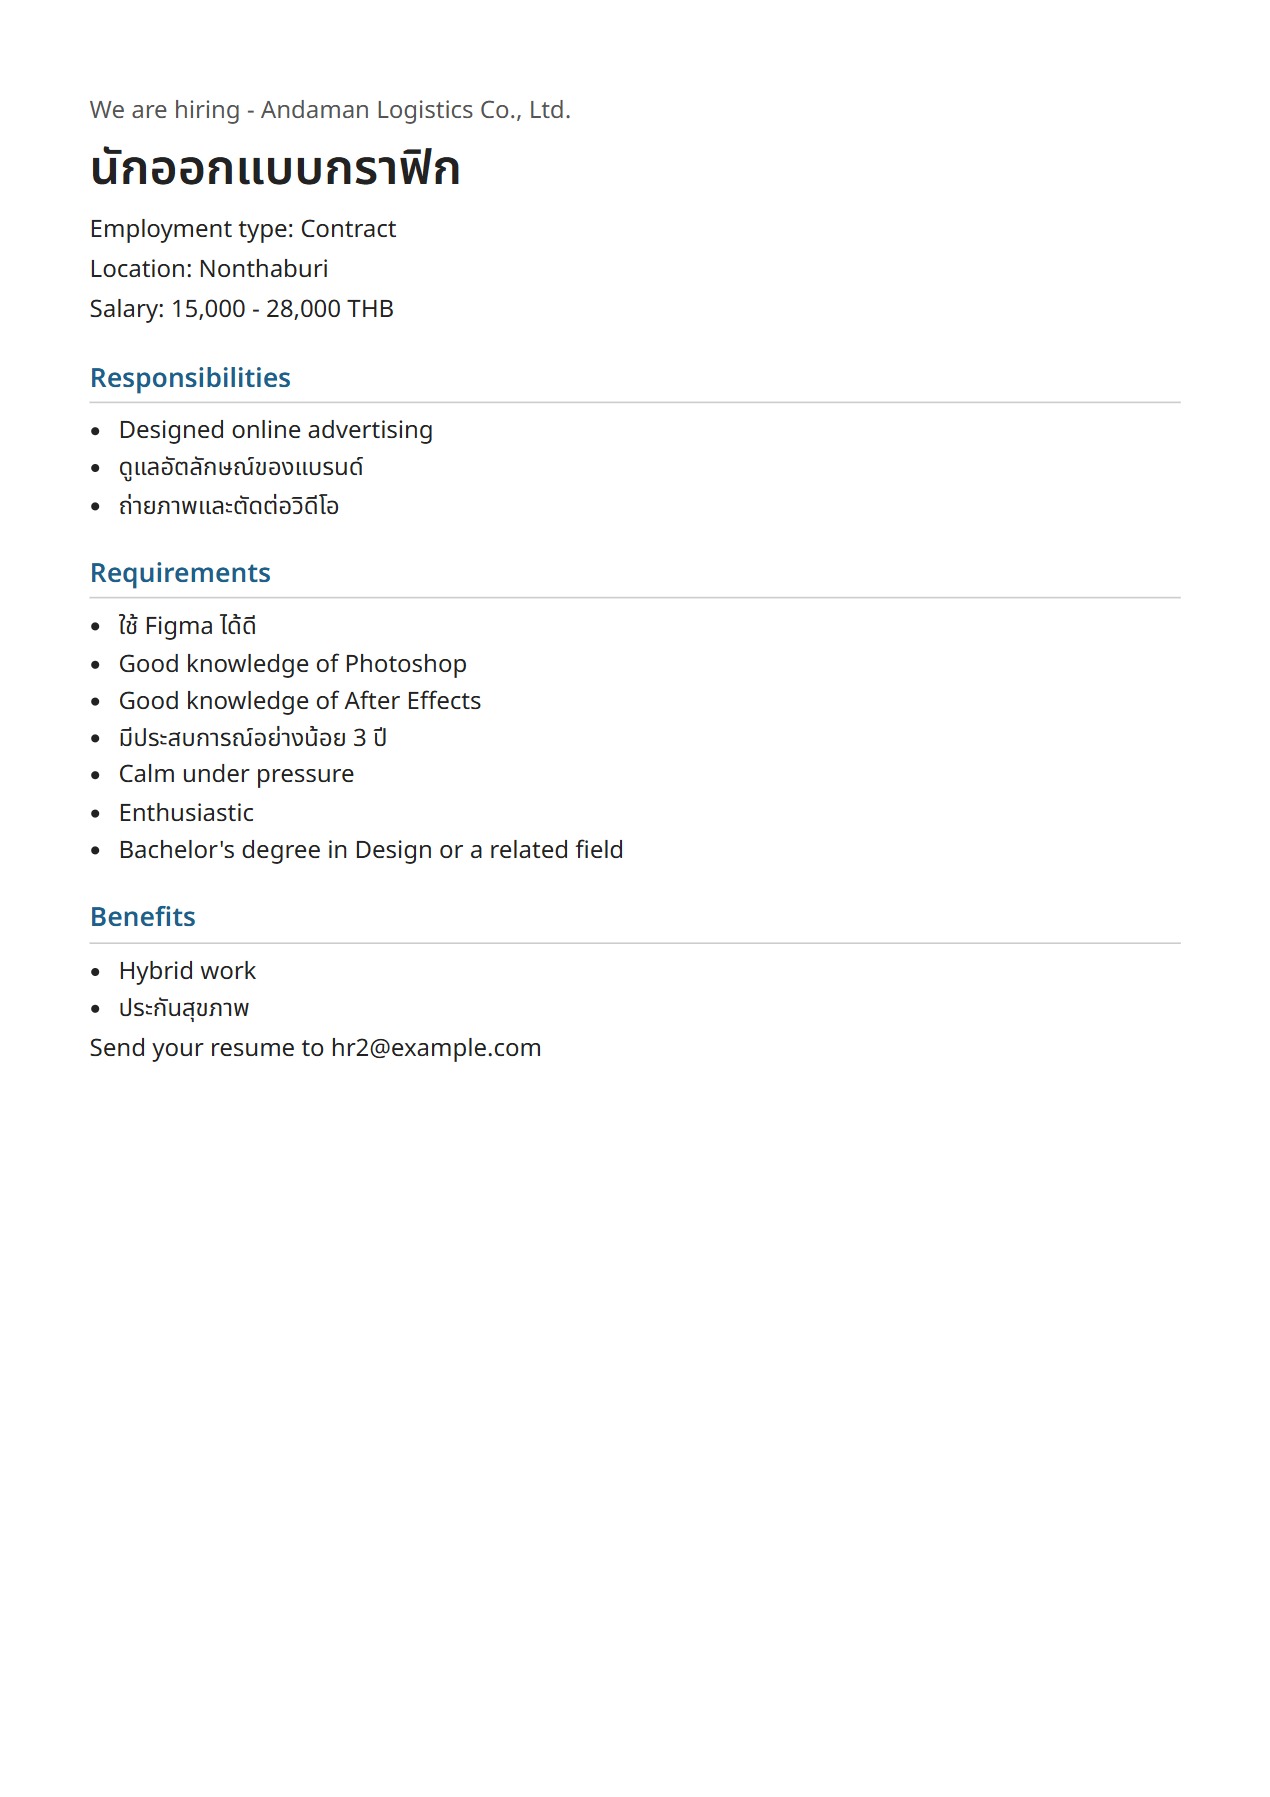 We are hiring - Andaman Logistics Co., Ltd.
นักออกแบบกราฟิก
Employment type: Contract
Location: Nonthaburi
Salary: 15,000 - 28,000 THB
Responsibilities
• Designed online advertising
• ดูแลอัตลักษณ์ของแบรนด์
• ถ่ายภาพและตัดต่อวิดีโอ
Requirements
• ใช้ Figma ได้ดี
• Good knowledge of Photoshop
• Good knowledge of After Effects
• มีประสบการณ์อย่างน้อย 3 ปี
• Calm under pressure
• Enthusiastic
• Bachelor's degree in Design or a related field
Benefits
• Hybrid work
• ประกันสุขภาพ
Send your resume to hr2@example.com